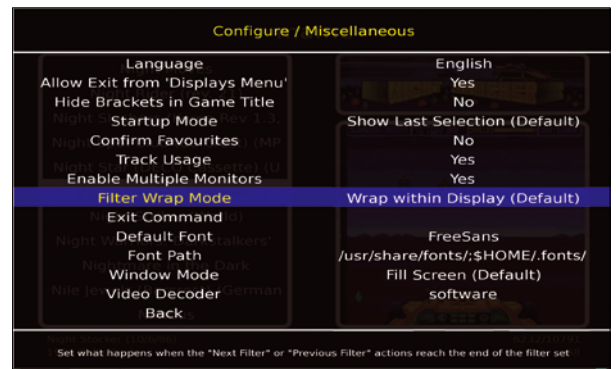 Configure / Miscellaneous
Language English
Allow Exit from 'Displays Menu' Yes
Hide Brackets in Game Title No
Startup Mode Show Last Selection (Default)
Confirm Favourites No
Track Usage Yes
Enable Multiple Monitors Yes
Filter Wrap Mode Wrap within Display (Default)
Exit Command
Default Font FreeSans
Font Path /usr/share/fonts/;$HOME/.fonts/
Window Mode Fill Screen (Default)
Video Decoder software
Back
Set what happens when the "Next Filter" or "Previous Filter" actions reach the end of the filter set